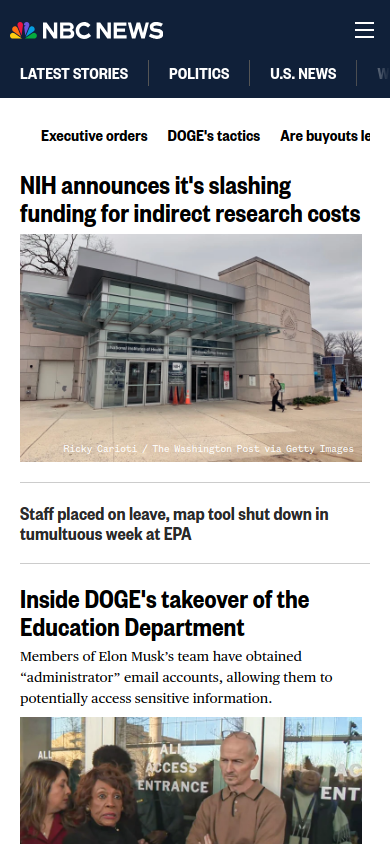 NBC NEWS
LATEST STORIES
POLITICS
U.S. NEWS
Executive orders
DOGE's tactics
Are buyouts le
NIH announces it's slashing
funding for indirect research costs
National Institutes of Health
Ricky Carioti / The Washington Post via Getty Images
Staff placed on leave, map tool shut down in
tumultuous week at EPA
Inside DOGE's takeover of the
Education Department
Members of Elon Musk’s team have obtained
“administrator” email accounts, allowing them to
potentially access sensitive information.
ALL
ALL
ACCESS
ENTRANCE
AC
ENT